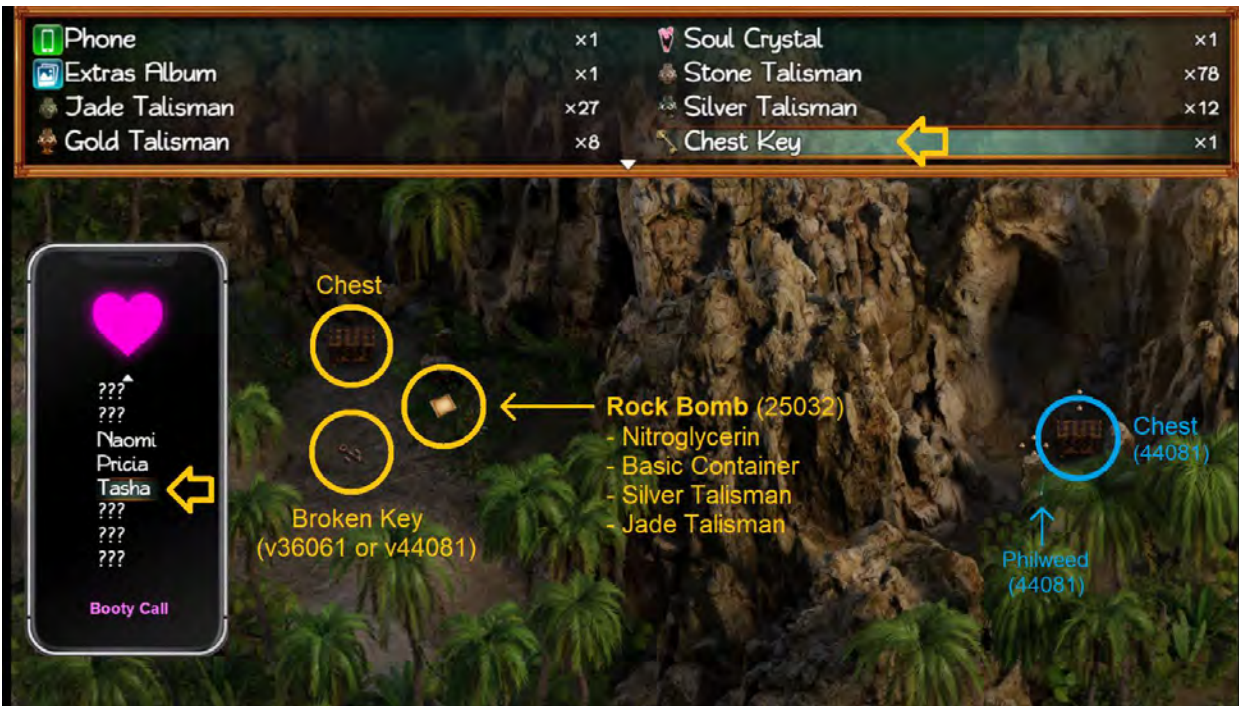 Phone ×1 Soul Crystal ×1
Extras Album ×1 Stone Talisman ×78
Jade Talisman ×27 Silver Talisman ×12
Gold Talisman ×8 Chest Key ×1
Chest
Rock Bomb (25032)
- Nitroglycerin
- Basic Container
- Silver Talisman
- Jade Talisman
Broken Key
(v36061 or v44081)
Chest
(44081)
Philweed
(44081)
???
???
Naomi
Pricia
Tasha
???
???
???
Booty Call